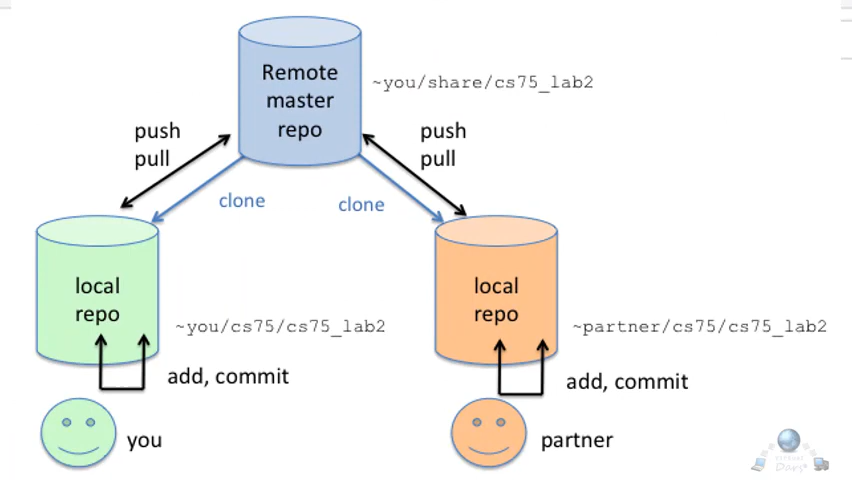 Remote
master
repo
~you/share/cs75_lab2
push
pull
push
pull
clone
clone
local
repo
~you/cs75/cs75_lab2
local
repo
~partner/cs75/cs75_lab2
add, commit
add, commit
you
partner
Dars